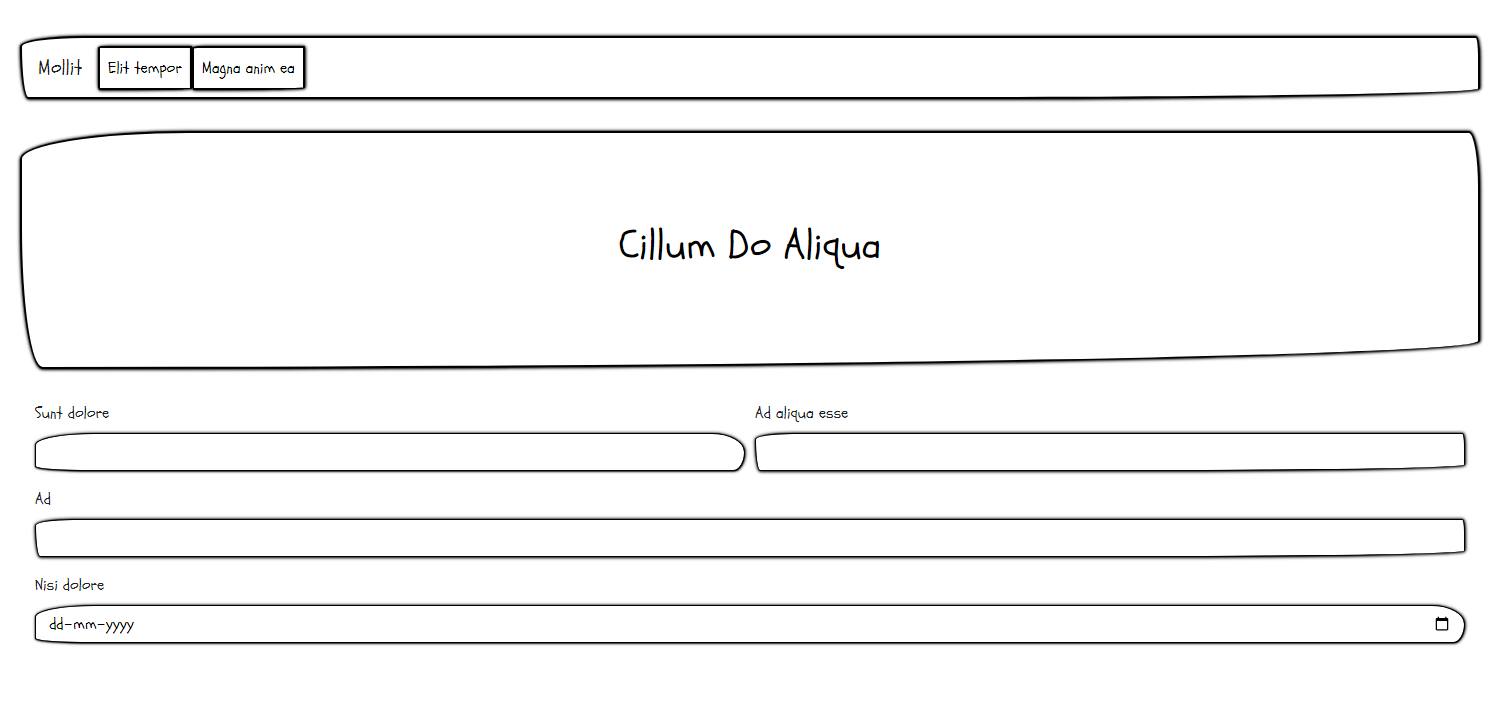 Mollit Elit tempor Magna anim ea
Cillum Do Aliqua
Sunt dolore Ad aliqua esse
Ad
Nisi dolore
dd-mm-yyyy